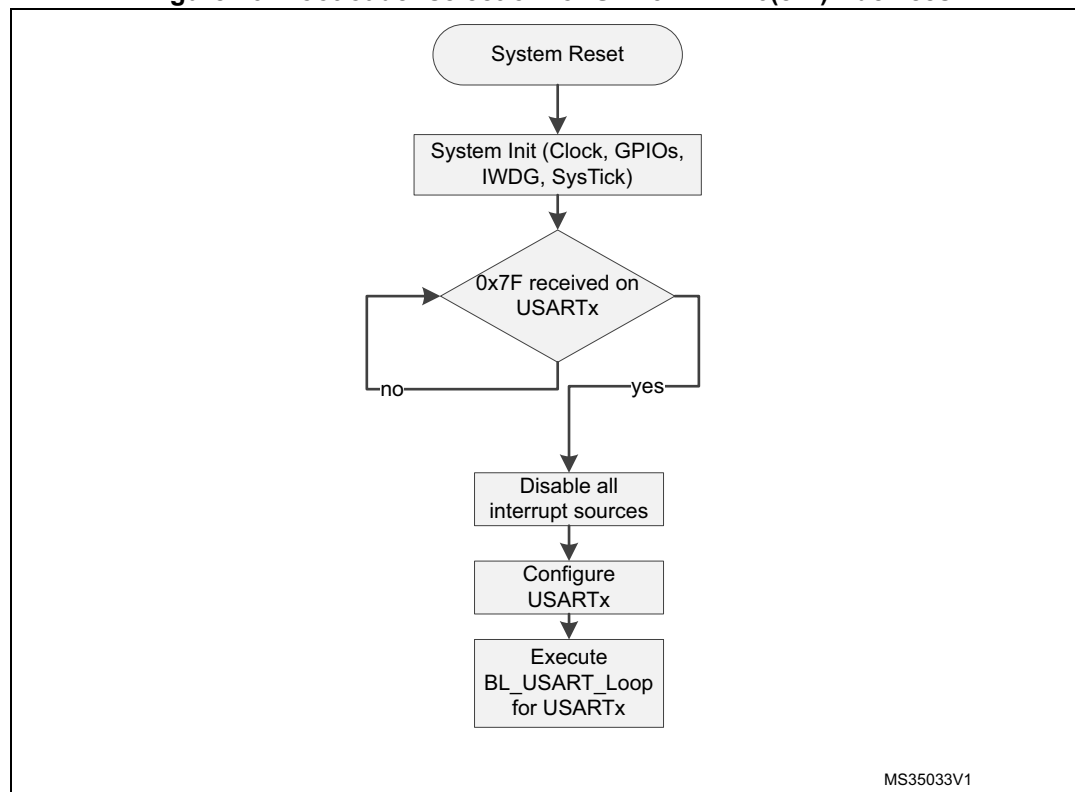 System Reset
System Init (Clock, GPIOs,
IWDG, SysTick)
0x7F received on
USARTx
no
yes
Disable all
interrupt sources
Configure
USARTx
Execute
BL_USART_Loop
for USARTx
MS35033V1